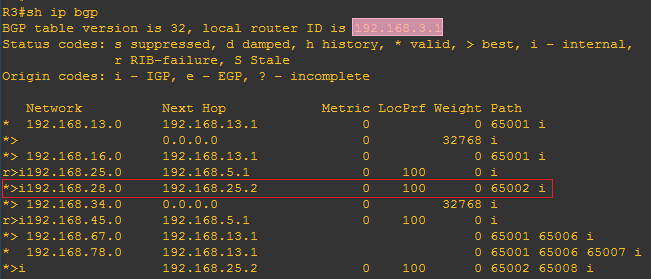 R3#sh ip bgp
BGP table version is 32, local router ID is 192.168.3.1
Status codes: s suppressed, d damped, h history, * valid, > best, i - internal,
              r RIB-failure, S Stale
Origin codes: i - IGP, e - EGP, ? - incomplete

   Network          Next Hop            Metric LocPrf Weight Path
*  192.168.13.0     192.168.13.1             0             0 65001 i
*>                  0.0.0.0                  0         32768 i
*> 192.168.16.0     192.168.13.1             0             0 65001 i
r>i192.168.25.0     192.168.5.1              0    100      0 i
*>i192.168.28.0     192.168.25.2             0    100      0 65002 i
*> 192.168.34.0     0.0.0.0                  0         32768 i
r>i192.168.45.0     192.168.5.1              0    100      0 i
*> 192.168.67.0     192.168.13.1                           0 65001 65006 i
*  192.168.78.0     192.168.13.1                           0 65001 65006 65007 i
*>i                 192.168.25.2             0    100      0 65002 65008 i